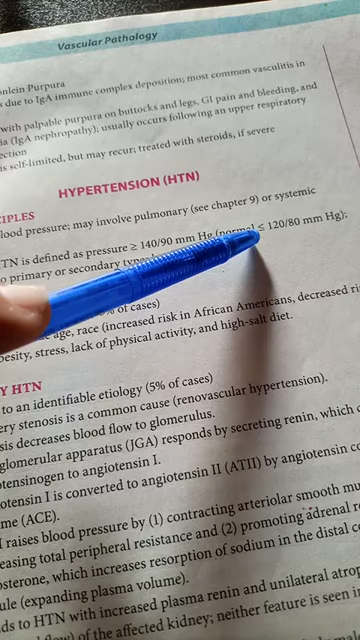 Vascular Pathology
nlein Purpura
s due to IgA immune complex deposition; most common vasculitis in
with palpable purpura on buttocks and legs, GI pain and bleeding, and
ia (IgA nephropathy); usually occurs following an upper respiratory
ection
is self-limited, but may recur; treated with steroids, if severe
HYPERTENSION (HTN)
CIPLES
lood pressure; may involve pulmonary (see chapter 9) or systemic
TN is defined as pressure ≥ 140/90 mm Hg (normal ≤ 120/80 mm Hg);
o primary or secondary
% of cases)
age, race (increased risk in African Americans, decreased ris
besity, stress, lack of physical activity, and high-salt diet.
Y HTN
to an identifiable etiology (5% of cases)
ery stenosis is a common cause (renovascular hypertension).
sis decreases blood flow to glomerulus.
glomerular apparatus (JGA) responds by secreting renin, which
otensinogen to angiotensin I.
otensin I is converted to angiotensin II (ATII) by angiotensin co
me (ACE).
I raises blood pressure by (1) contracting arteriolar smooth mu
easing total peripheral resistance and (2) promoting adrenal r
osterone, which increases resorption of sodium in the distal c
ule (expanding plasma volume).
ds to HTN with increased plasma renin and unilateral atrop
flow) of the affected kidney; neither feature is seen in